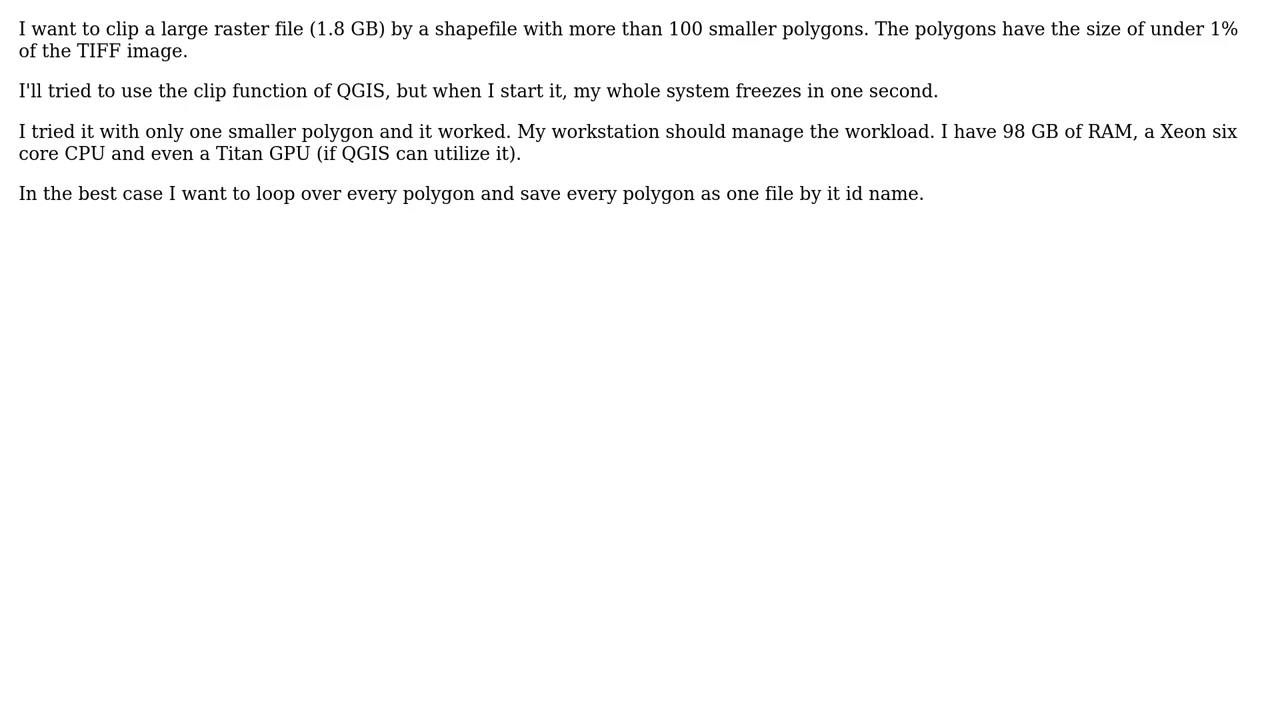 I want to clip a large raster file (1.8 GB) by a shapefile with more than 100 smaller polygons. The polygons have the size of under 1%
of the TIFF image.
I'll tried to use the clip function of QGIS, but when I start it, my whole system freezes in one second.
I tried it with only one smaller polygon and it worked. My workstation should manage the workload. I have 98 GB of RAM, a Xeon six
core CPU and even a Titan GPU (if QGIS can utilize it).
In the best case I want to loop over every polygon and save every polygon as one file by it id name.